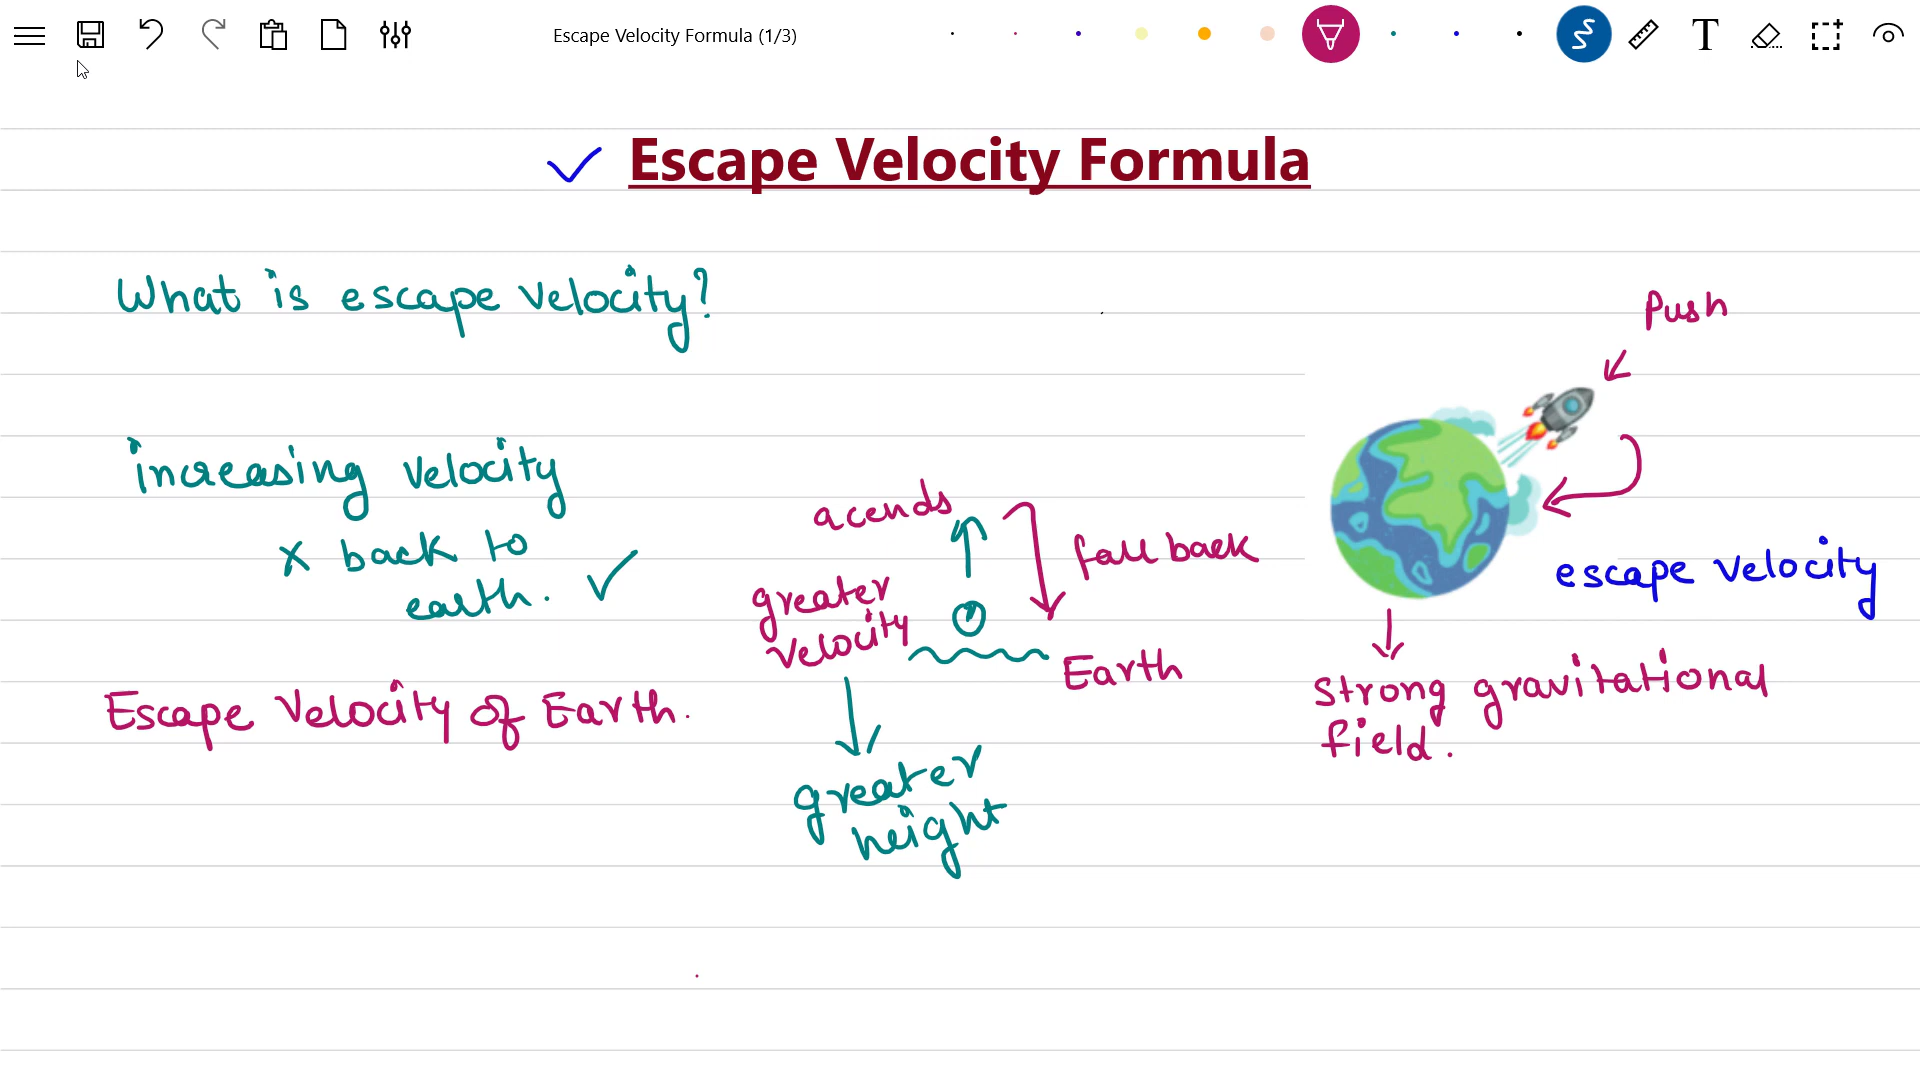 Escape Velocity Formula (1/3)
T
Escape Velocity Formula
What is escape velocity?
Push
increasing velocity
x back to
earth.
acends
fall back
greater
velocity
Earth
escape velocity
Escape Velocity of Earth.
Strong gravitational
field.
greater
height